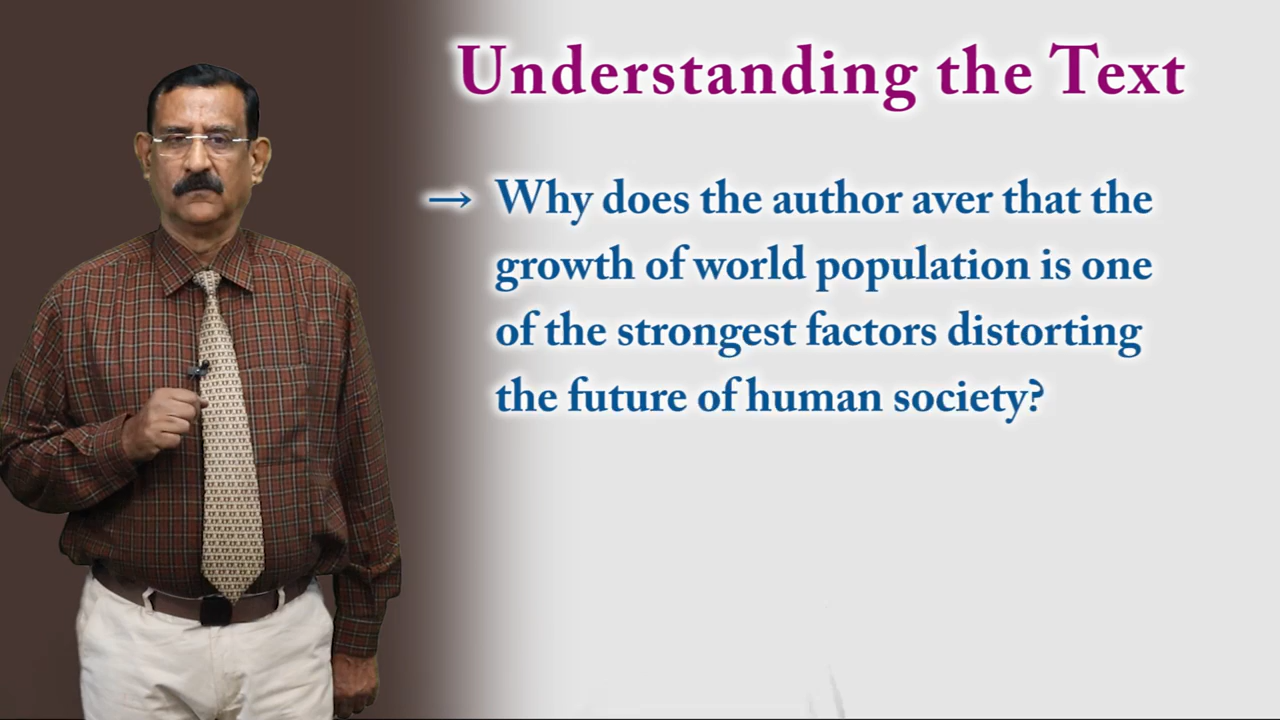 Understanding the Text
→ Why does the author aver that the
growth of world population is one
of the strongest factors distorting
the future of human society?